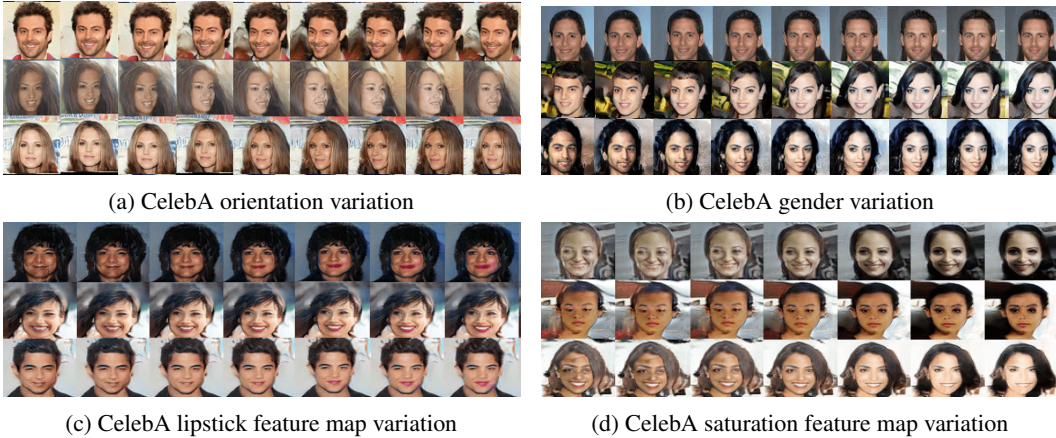 (a) CelebA orientation variation
(b) CelebA gender variation
(c) CelebA lipstick feature map variation
(d) CelebA saturation feature map variation